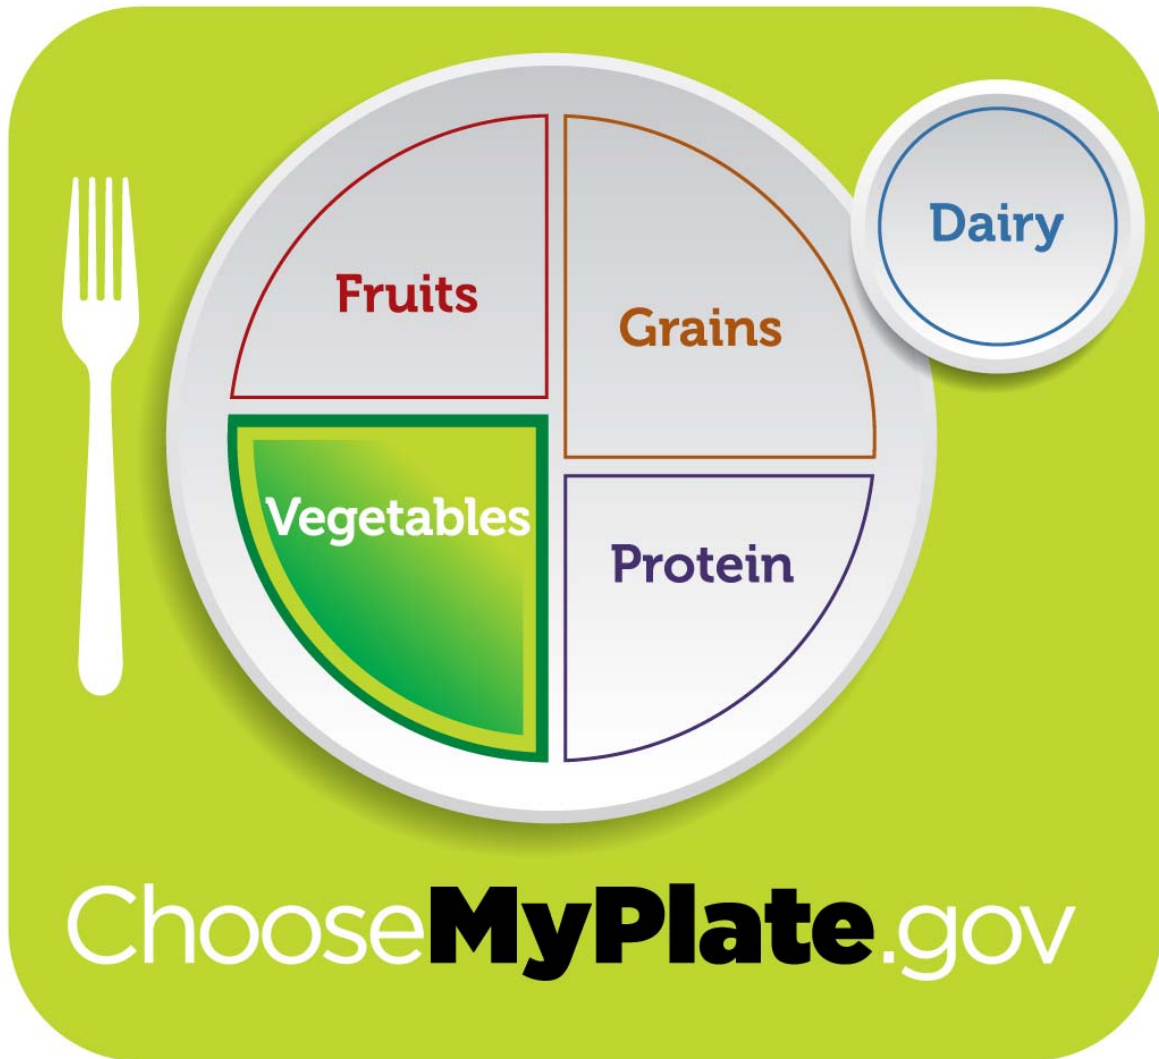 Fruits
Grains
Dairy
Vegetables
Protein
ChooseMyPlate.gov